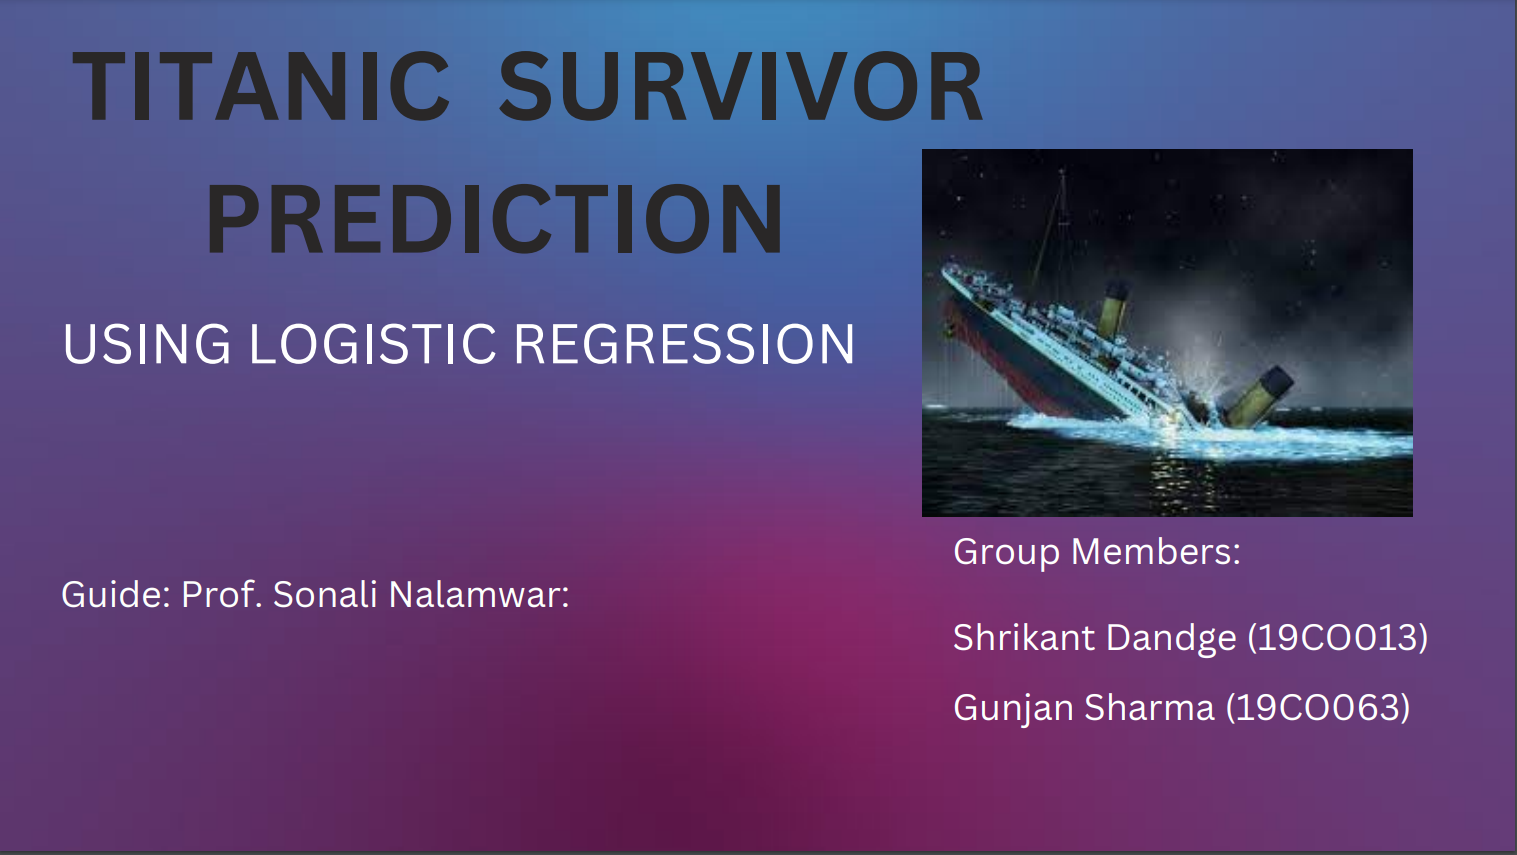 TITANIC SURVIVOR
PREDICTION
USING LOGISTIC REGRESSION
Guide: Prof. Sonali Nalamwar:
Group Members:
Shrikant Dandge (19CO013)
Gunjan Sharma (19CO063)